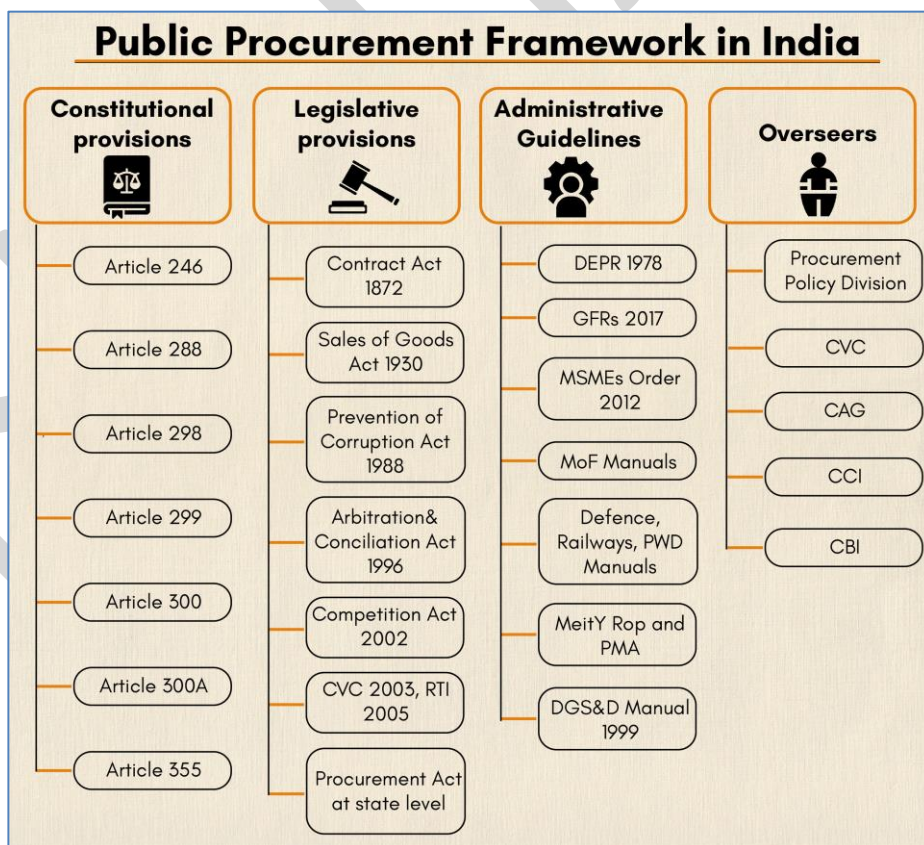 Public Procurement Framework in India
Constitutional
provisions
Article 246
Article 288
Article 298
Article 299
Article 300
Article 300A
Article 355
Legislative
provisions
Contract Act
1872
Sales of Goods
Act 1930
Prevention of
Corruption Act
1988
Arbitration&
Conciliation Act
1996
Competition Act
2002
CVC 2003, RTI
2005
Procurement Act
at state level
Administrative
Guidelines
DEPR 1978
GFRs 2017
MSMEs Order
2012
MoF Manuals
Defence,
Railways, PWD
Manuals
MeitY Rop and
PMA
DGS&D Manual
1999
Overseers
Procurement
Policy Division
CVC
CAG
CCI
CBI